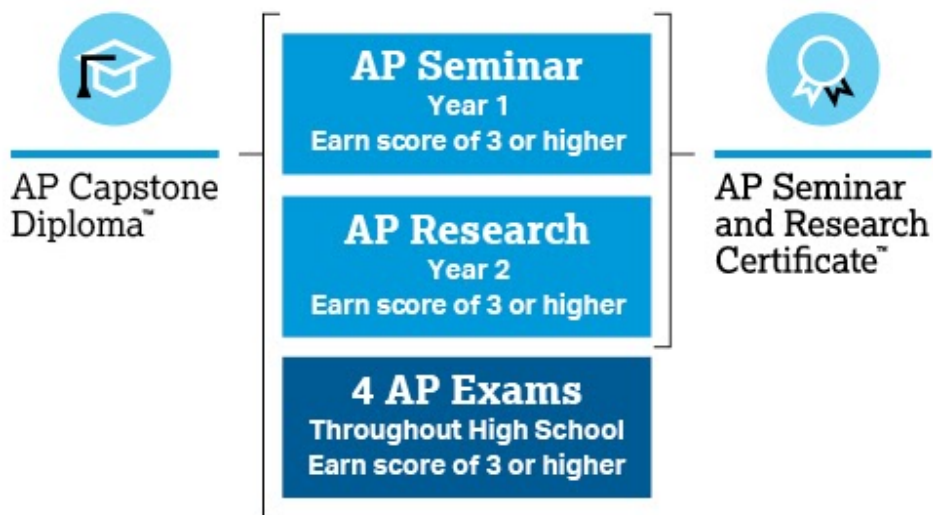 AP Capstone
Diploma™
AP Seminar
Year 1
Earn score of 3 or higher
AP Research
Year 2
Earn score of 3 or higher
4 AP Exams
Throughout High School
Earn score of 3 or higher
AP Seminar
and Research
Certificate™